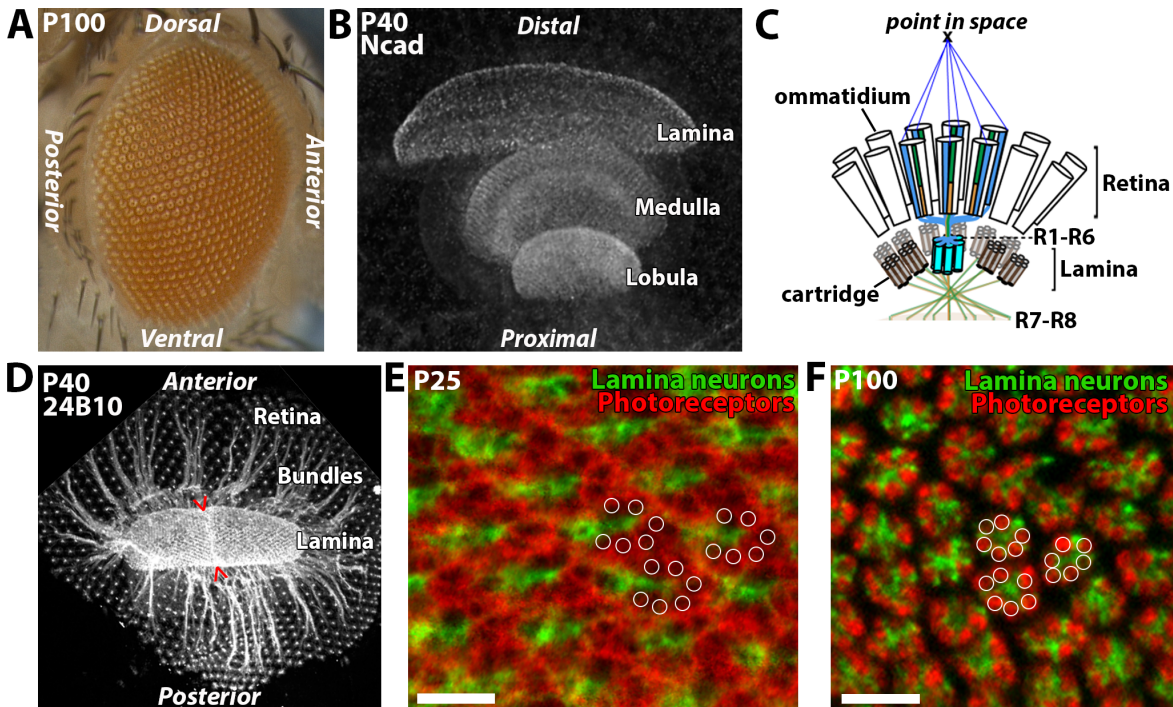 A
P100
Dorsal
Posterior
Anterior
Ventral
B
P40
Ncad
Distal
Lamina
Medulla
Lobula
Proximal
C
point in space
x
ommatidium
Retina
R1-R6
Lamina
cartridge
R7-R8
D
P40
24B10
Anterior
Retina
Bundles
Lamina
Posterior
E
P25
Lamina neurons
Photoreceptors
F
P100
Lamina neurons
Photoreceptors